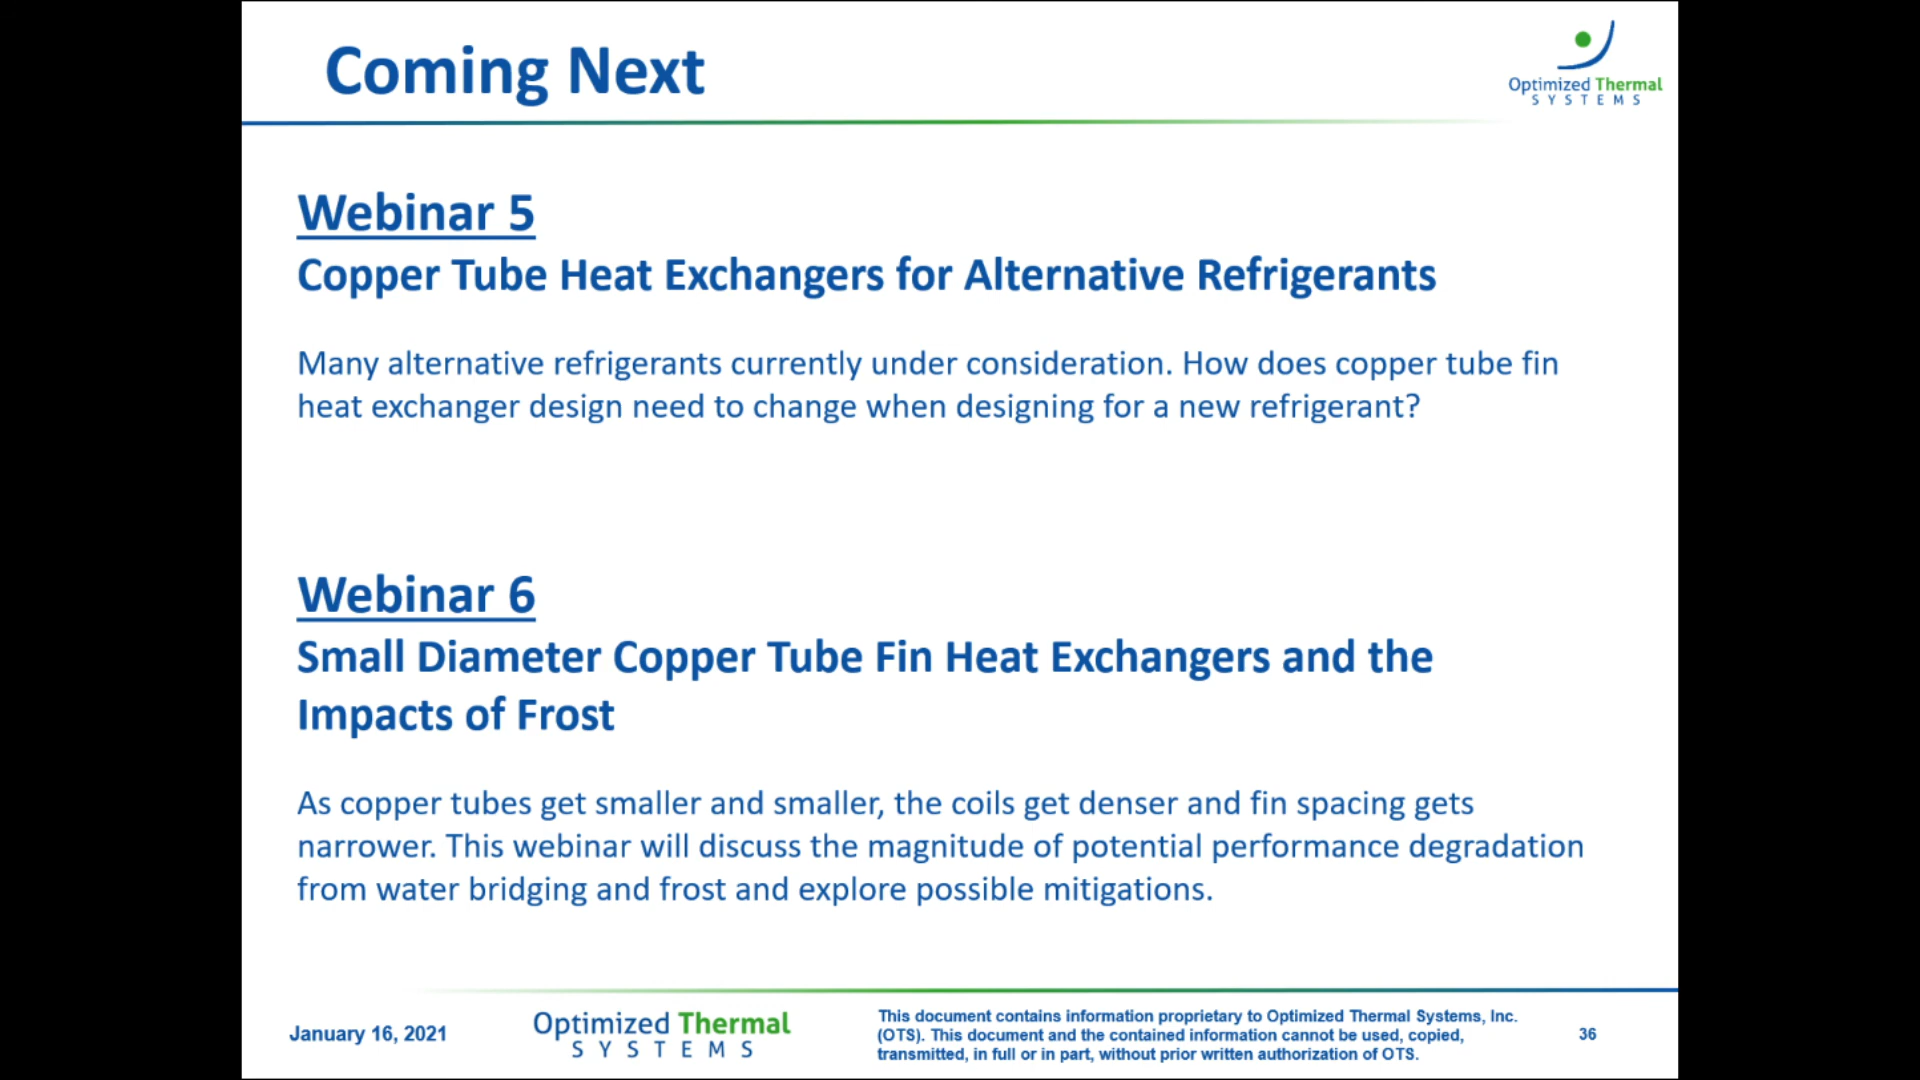 Coming Next
Optimized Thermal
SYSTEMS
Webinar 5
Copper Tube Heat Exchangers for Alternative Refrigerants
Many alternative refrigerants currently under consideration. How does copper tube fin
heat exchanger design need to change when designing for a new refrigerant?
Webinar 6
Small Diameter Copper Tube Fin Heat Exchangers and the
Impacts of Frost
As copper tubes get smaller and smaller, the coils get denser and fin spacing gets
narrower. This webinar will discuss the magnitude of potential performance degradation
from water bridging and frost and explore possible mitigations.
January 16, 2021
Optimized Thermal
SYSTEMS
This document contains information proprietary to Optimized Thermal Systems, Inc.
(OTS). This document and the contained information cannot be used, copied,
transmitted, in full or in part, without prior written authorization of OTS.
36